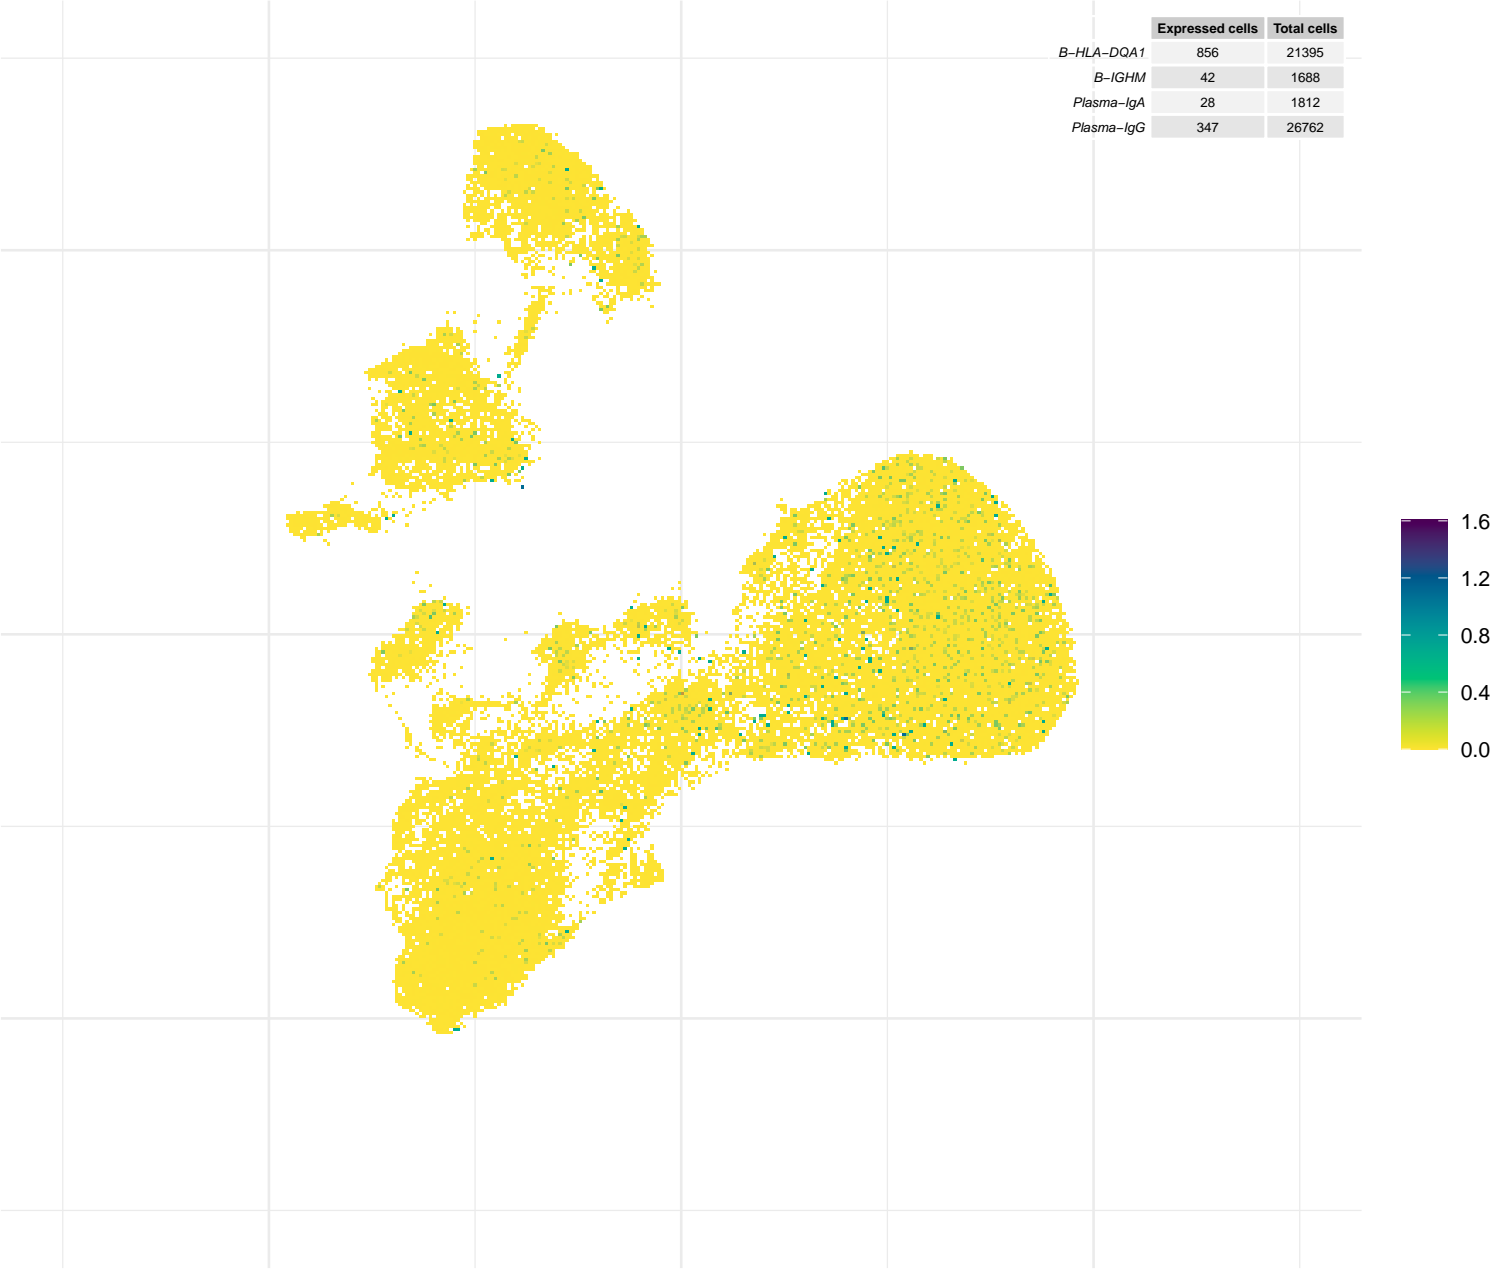 Expressed cells Total cells
B−HLA−DQA1 856 21395
B−IGHM 42 1688
Plasma−IgA 28 1812
Plasma−IgG 347 26762
1.6
1.2
0.8
0.4
0.0